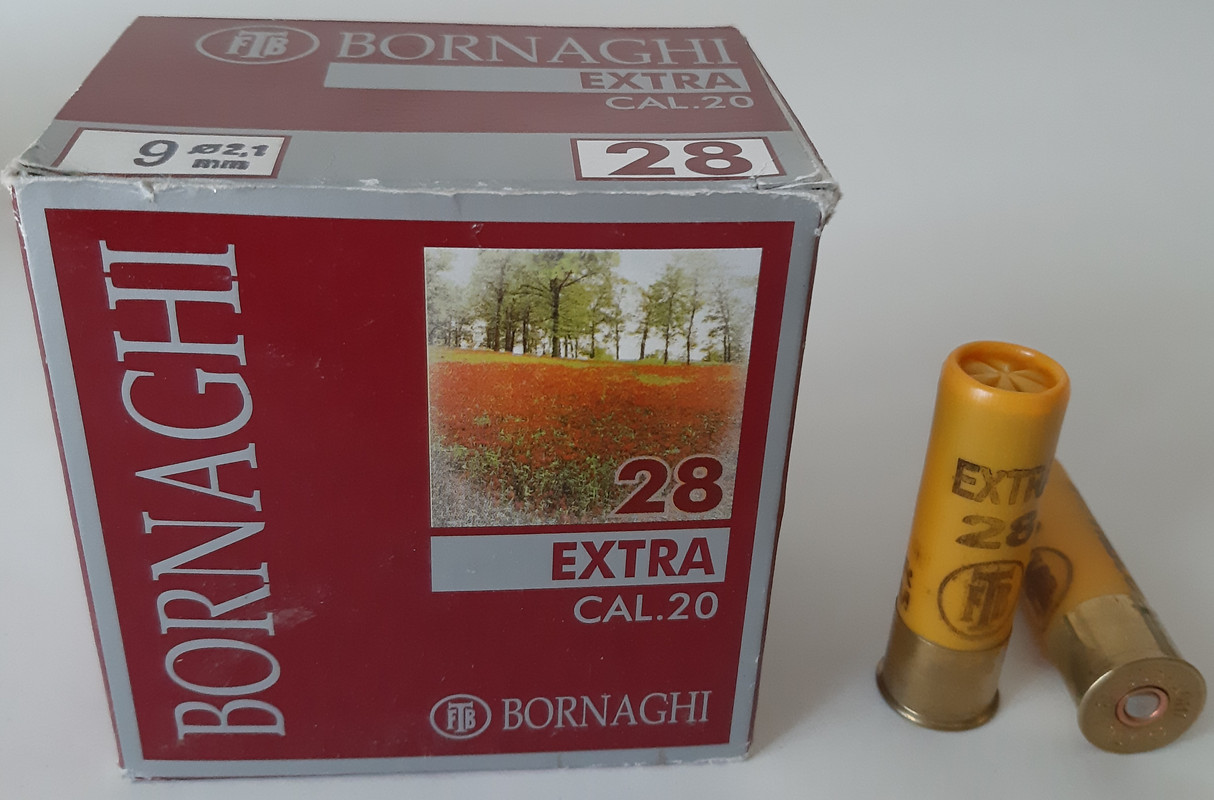 FTB BORNAGHI
EXTRA
CAL.20
9 ø2,1
mm
28
BORNAGHI
28
EXTRA
CAL.20
FTB BORNAGHI
EXTRA
28
FTB